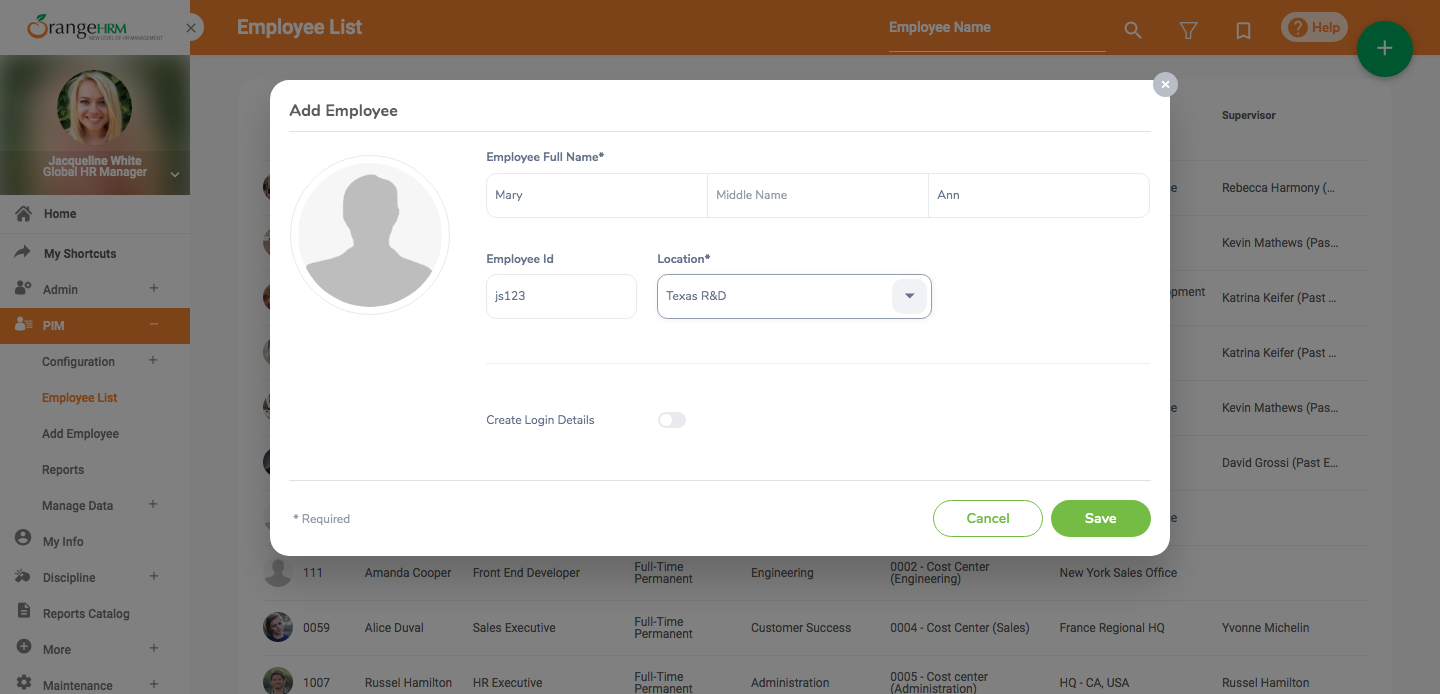 OrangeHRM
NEW LEVEL OF HR MANAGEMENT
Employee List
Employee Name
Help
Jacqueline White
Global HR Manager
Home
My Shortcuts
Admin
PIM
Configuration
Employee List
Add Employee
Reports
Manage Data
My Info
Discipline
Reports Catalog
More
Maintenance
Add Employee
Employee Full Name*
Mary
Middle Name
Ann
Employee Id
Location*
js123
Texas R&D
Create Login Details
* Required
Cancel
Save
Supervisor
Rebecca Harmony (...
Kevin Mathews (Pas...
Katrina Keifer (Past ...
Katrina Keifer (Past ...
Kevin Mathews (Pas...
David Grossi (Past E...
111 Amanda Cooper Front End Developer Full-Time Permanent Engineering 0002 - Cost Center (Engineering) New York Sales Office
0059 Alice Duval Sales Executive Full-Time Permanent Customer Success 0004 - Cost Center (Sales) France Regional HQ Yvonne Michelin
1007 Russel Hamilton HR Executive Full-Time Permanent Administration 0005 - Cost center (Administration) HQ - CA, USA Russel Hamilton